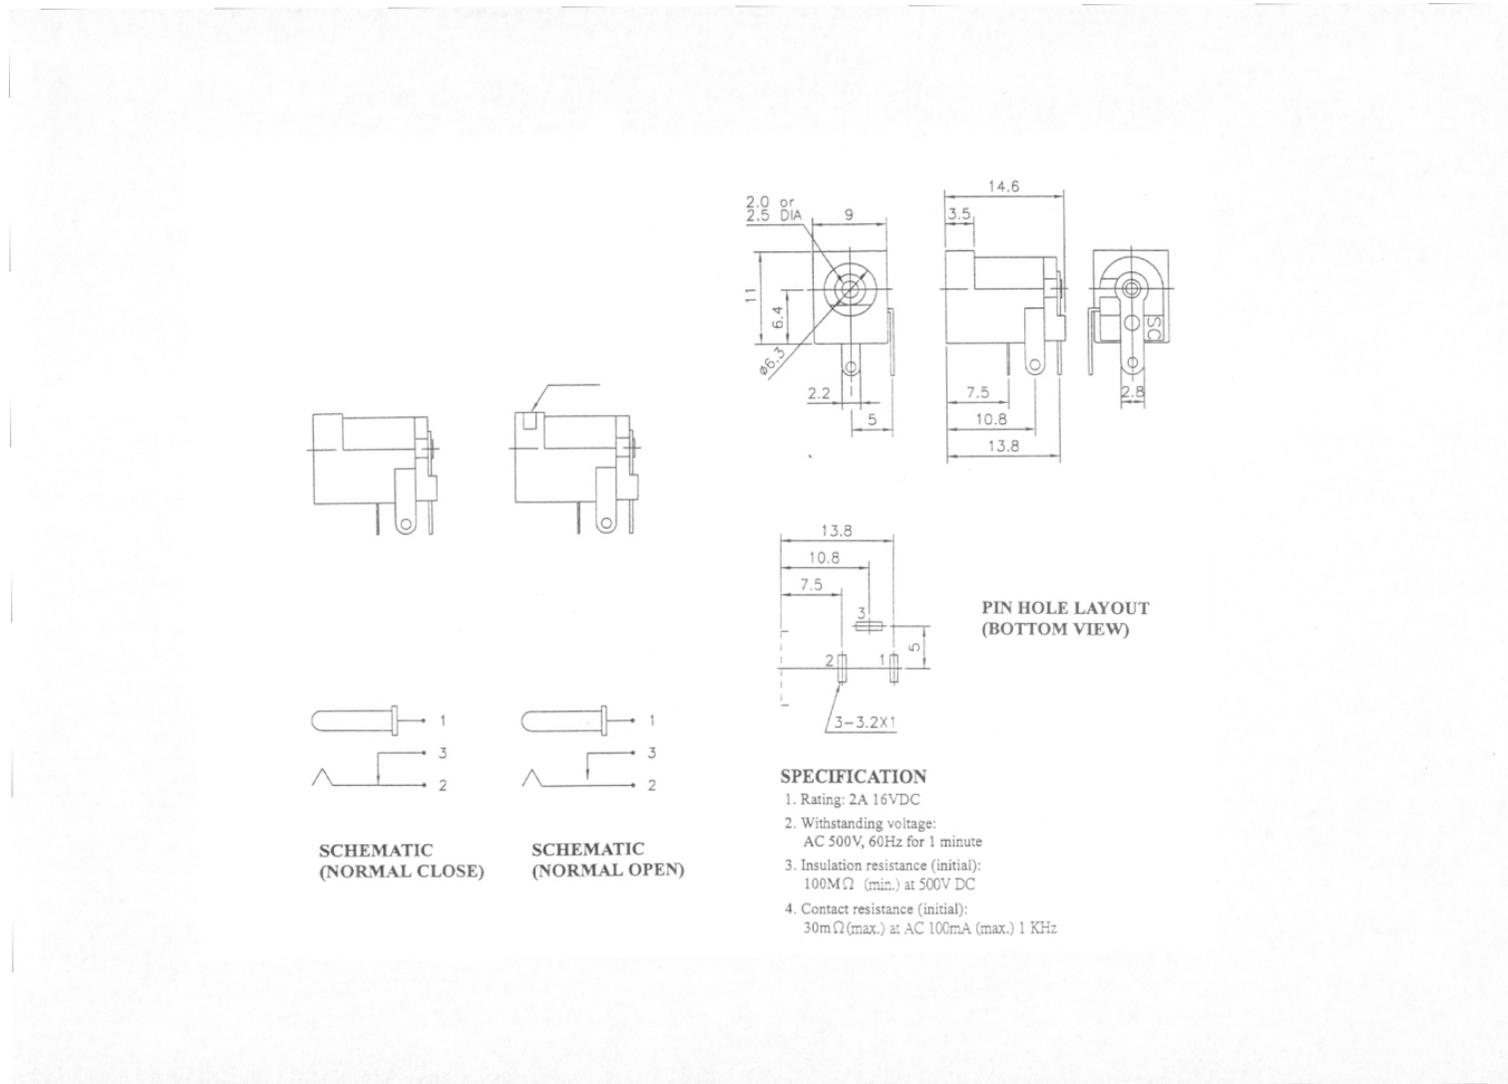 2.0 or
2.5 DIA
9
11
6.4
ø6.3
2.2
5
14.6
3.5
7.5
10.8
13.8
SC
2.8
13.8
10.8
7.5
3
2
1
5
3-3.2X1
PIN HOLE LAYOUT
(BOTTOM VIEW)
1
3
2
SCHEMATIC
(NORMAL CLOSE)
1
3
2
SCHEMATIC
(NORMAL OPEN)
SPECIFICATION
1. Rating: 2A 16VDC
2. Withstanding voltage:
AC 500V, 60Hz for 1 minute
3. Insulation resistance (initial):
100MΩ (min.) at 500V DC
4. Contact resistance (initial):
30mΩ(max.) at AC 100mA (max.) 1 KHz